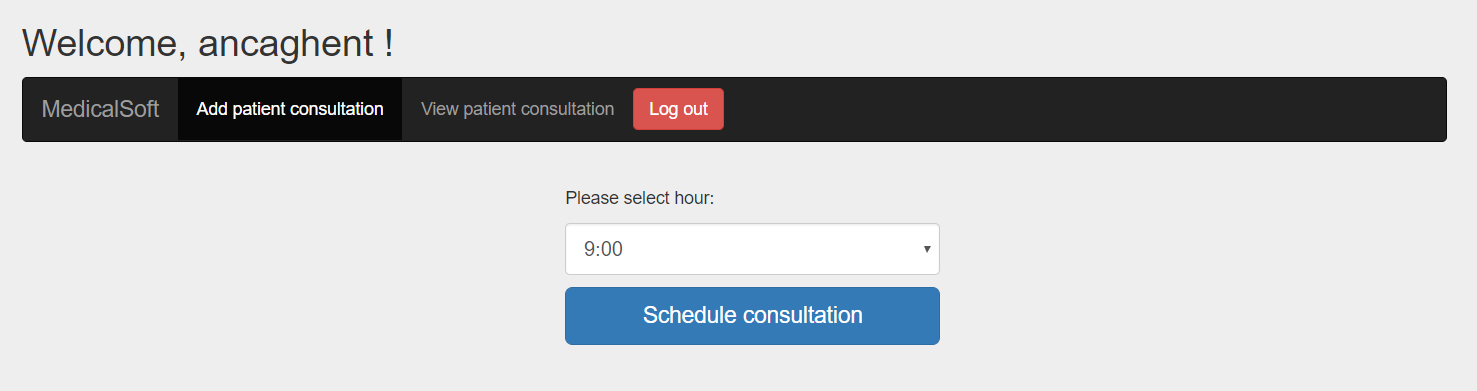 Welcome, ancaghent !
MedicalSoft Add patient consultation View patient consultation Log out
Please select hour:
9:00
Schedule consultation